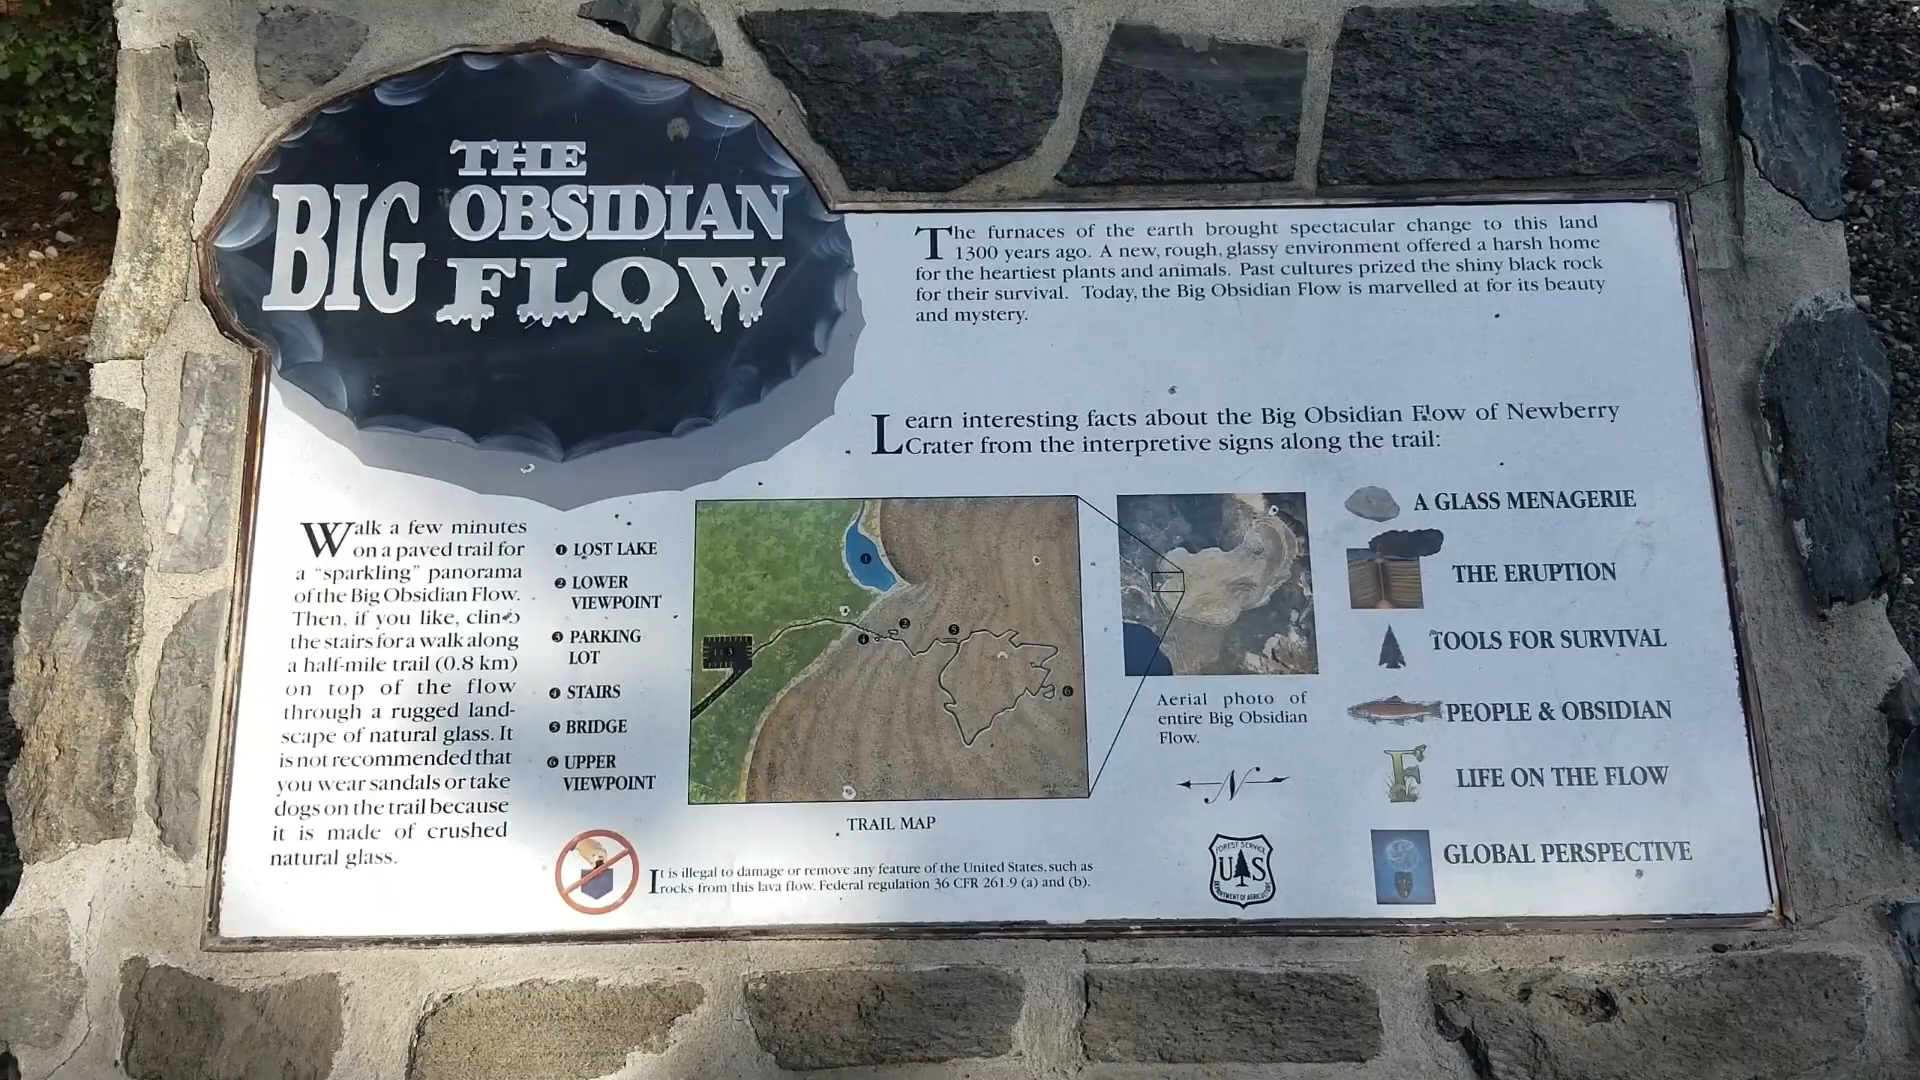 THE
BIG OBSIDIAN
FLOW
The furnaces of the earth brought spectacular change to this land
1300 years ago. A new, rough, glassy environment offered a harsh home
for the heartiest plants and animals. Past cultures prized the shiny black rock
for their survival. Today, the Big Obsidian Flow is marvelled at for its beauty
and mystery.
Learn interesting facts about the Big Obsidian Flow of Newberry
Crater from the interpretive signs along the trail:
Walk a few minutes
on a paved trail for
a "sparkling" panorama
of the Big Obsidian Flow.
Then, if you like, climb
the stairs for a walk along
a half-mile trail (0.8 km)
on top of the flow
through a rugged land-
scape of natural glass. It
is not recommended that
you wear sandals or take
dogs on the trail because
it is made of crushed
natural glass.
1 LOST LAKE
2 LOWER
VIEWPOINT
3 PARKING
LOT
4 STAIRS
5 BRIDGE
6 UPPER
VIEWPOINT
1
2
3
4
5
6
TRAIL MAP
Aerial photo of
entire Big Obsidian
Flow.
N
A GLASS MENAGERIE
THE ERUPTION
TOOLS FOR SURVIVAL
PEOPLE & OBSIDIAN
F
LIFE ON THE FLOW
GLOBAL PERSPECTIVE
It is illegal to damage or remove any feature of the United States, such as
rocks from this lava flow. Federal regulation 36 CFR 261.9 (a) and (b).
FOREST SERVICE
US
DEPARTMENT OF AGRICULTURE